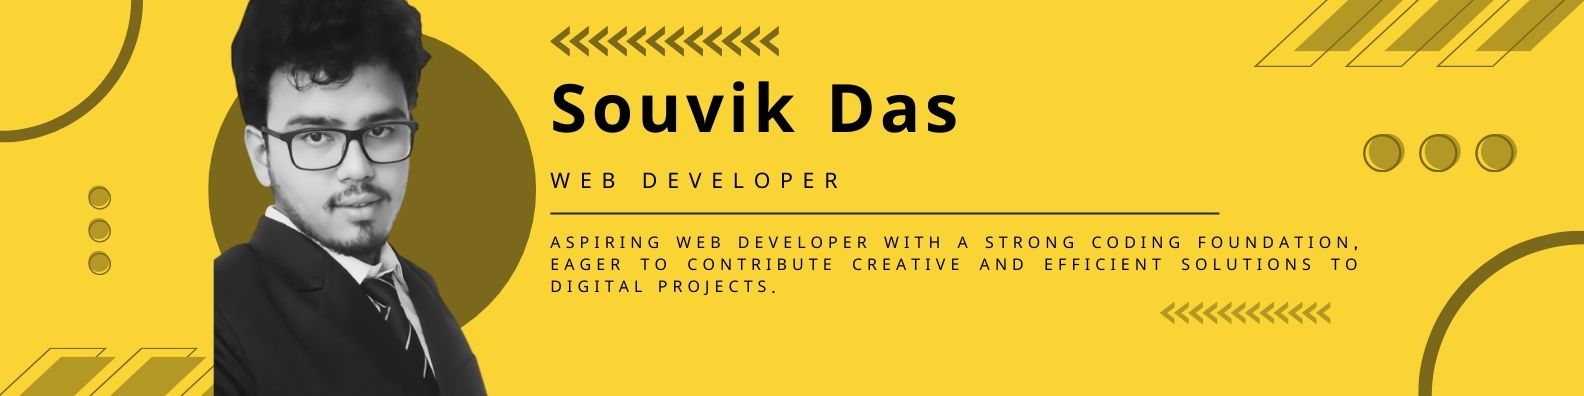 Souvik Das
WEB DEVELOPER
ASPIRING WEB DEVELOPER WITH A STRONG CODING FOUNDATION,
EAGER TO CONTRIBUTE CREATIVE AND EFFICIENT SOLUTIONS TO
DIGITAL PROJECTS.